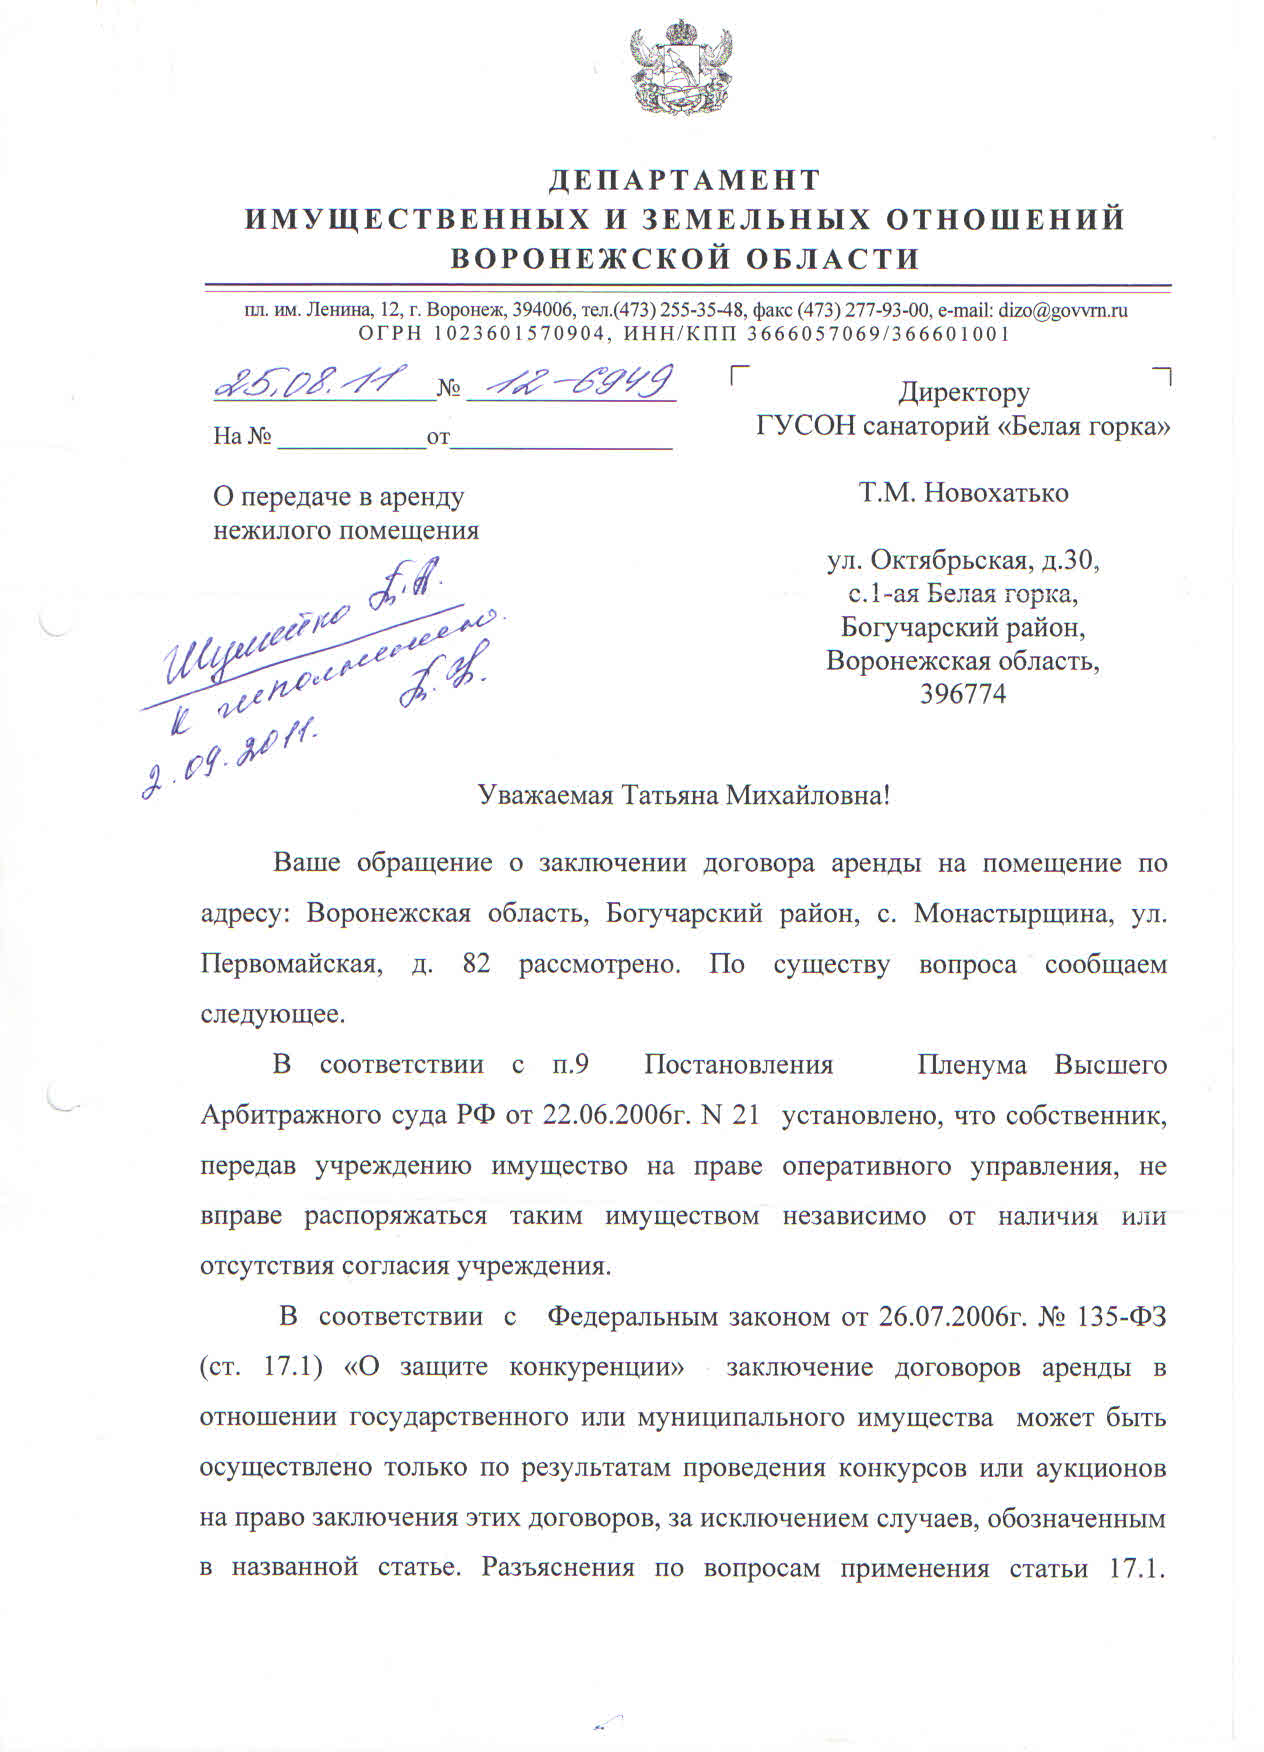 ДЕПАРТАМЕНТ
ИМУЩЕСТВЕННЫХ И ЗЕМЕЛЬНЫХ ОТНОШЕНИЙ
ВОРОНЕЖСКОЙ ОБЛАСТИ
пл. им. Ленина, 12, г. Воронеж, 394006, тел.(473) 255-35-48, факс (473) 277-93-00, e-mail: dizo@govvrn.ru
ОГРН 1023601570904, ИНН/КПП 3666057069/366601001
25.08.11 № 12-6949
На № ___________от________________
О передаче в аренду
нежилого помещения
Директору
ГУСОН санаторий «Белая горка»
Т.М. Новохатько
ул. Октябрьская, д.30,
с.1-ая Белая горка,
Богучарский район,
Воронежская область,
396774
Шумейко
к исполнению.
2.09.2011.
Уважаемая Татьяна Михайловна!
Ваше обращение о заключении договора аренды на помещение по
адресу: Воронежская область, Богучарский район, с. Монастырщина, ул.
Первомайская, д. 82 рассмотрено. По существу вопроса сообщаем
следующее.
В соответствии с п.9 Постановления Пленума Высшего
Арбитражного суда РФ от 22.06.2006г. N 21 установлено, что собственник,
передав учреждению имущество на праве оперативного управления, не
вправе распоряжаться таким имуществом независимо от наличия или
отсутствия согласия учреждения.
В соответствии с Федеральным законом от 26.07.2006г. № 135-ФЗ
(ст. 17.1) «О защите конкуренции» заключение договоров аренды в
отношении государственного или муниципального имущества может быть
осуществлено только по результатам проведения конкурсов или аукционов
на право заключения этих договоров, за исключением случаев, обозначенным
в названной статье. Разъяснения по вопросам применения статьи 17.1.